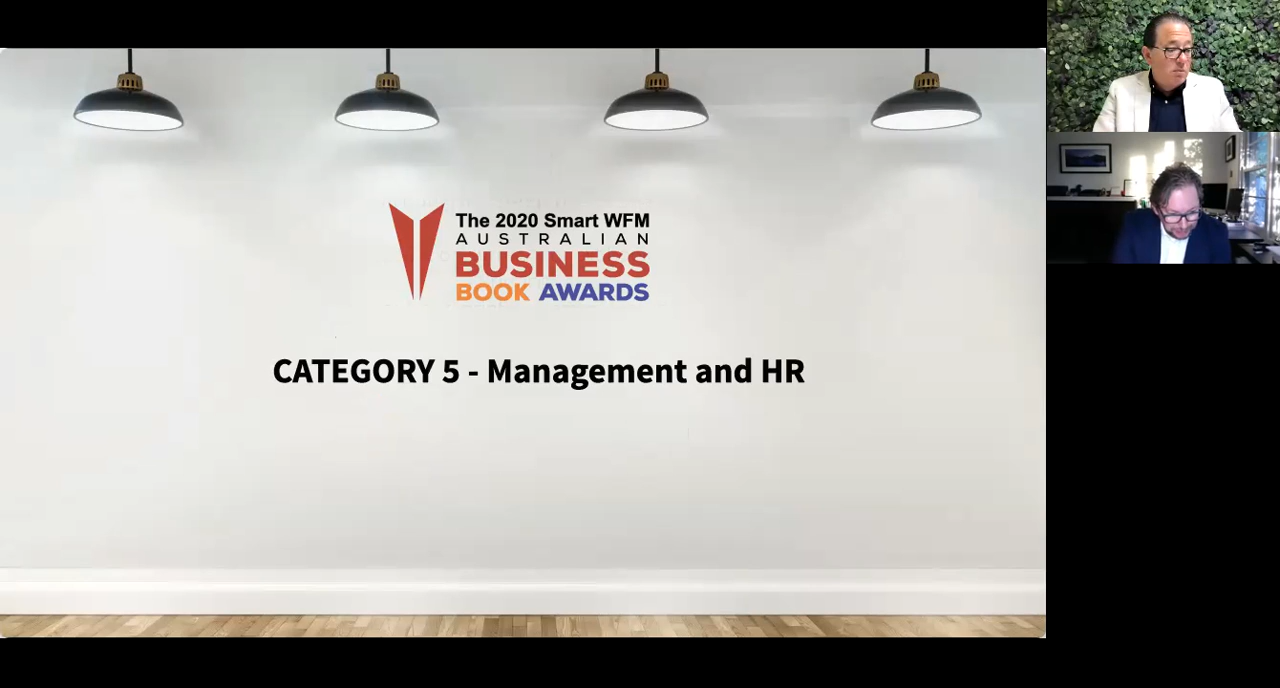 The 2020 Smart WFM
AUSTRALIAN
BUSINESS
BOOK AWARDS
CATEGORY 5 - Management and HR